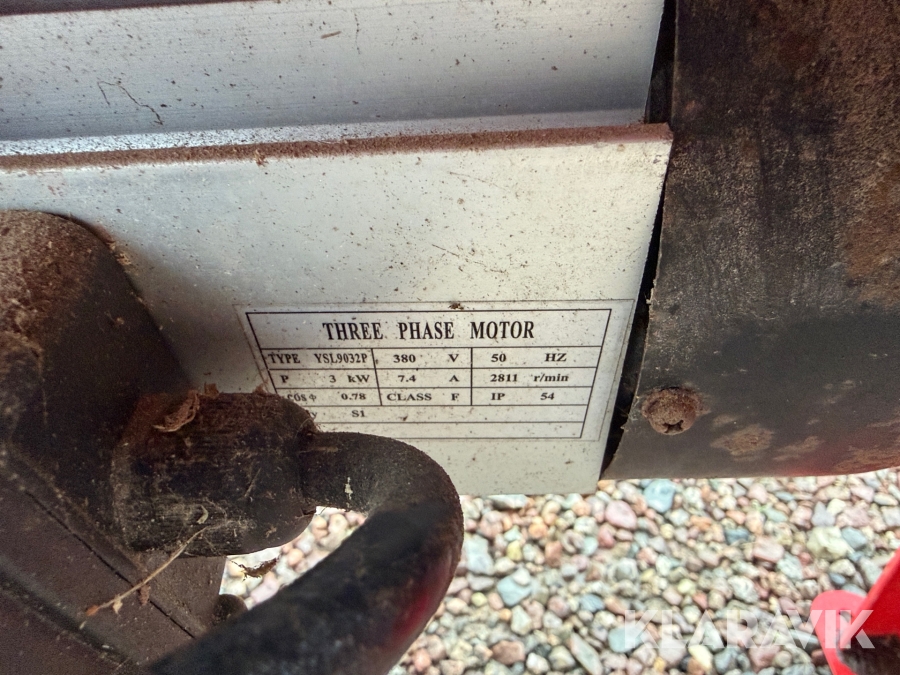 THREE PHASE MOTOR
TYPE YSL9032P 380 V 50 HZ
P 3 kW 7.4 A 2811 r/min
cos ϕ 0.78 CLASS F IP 54
S1
KLARAVIK